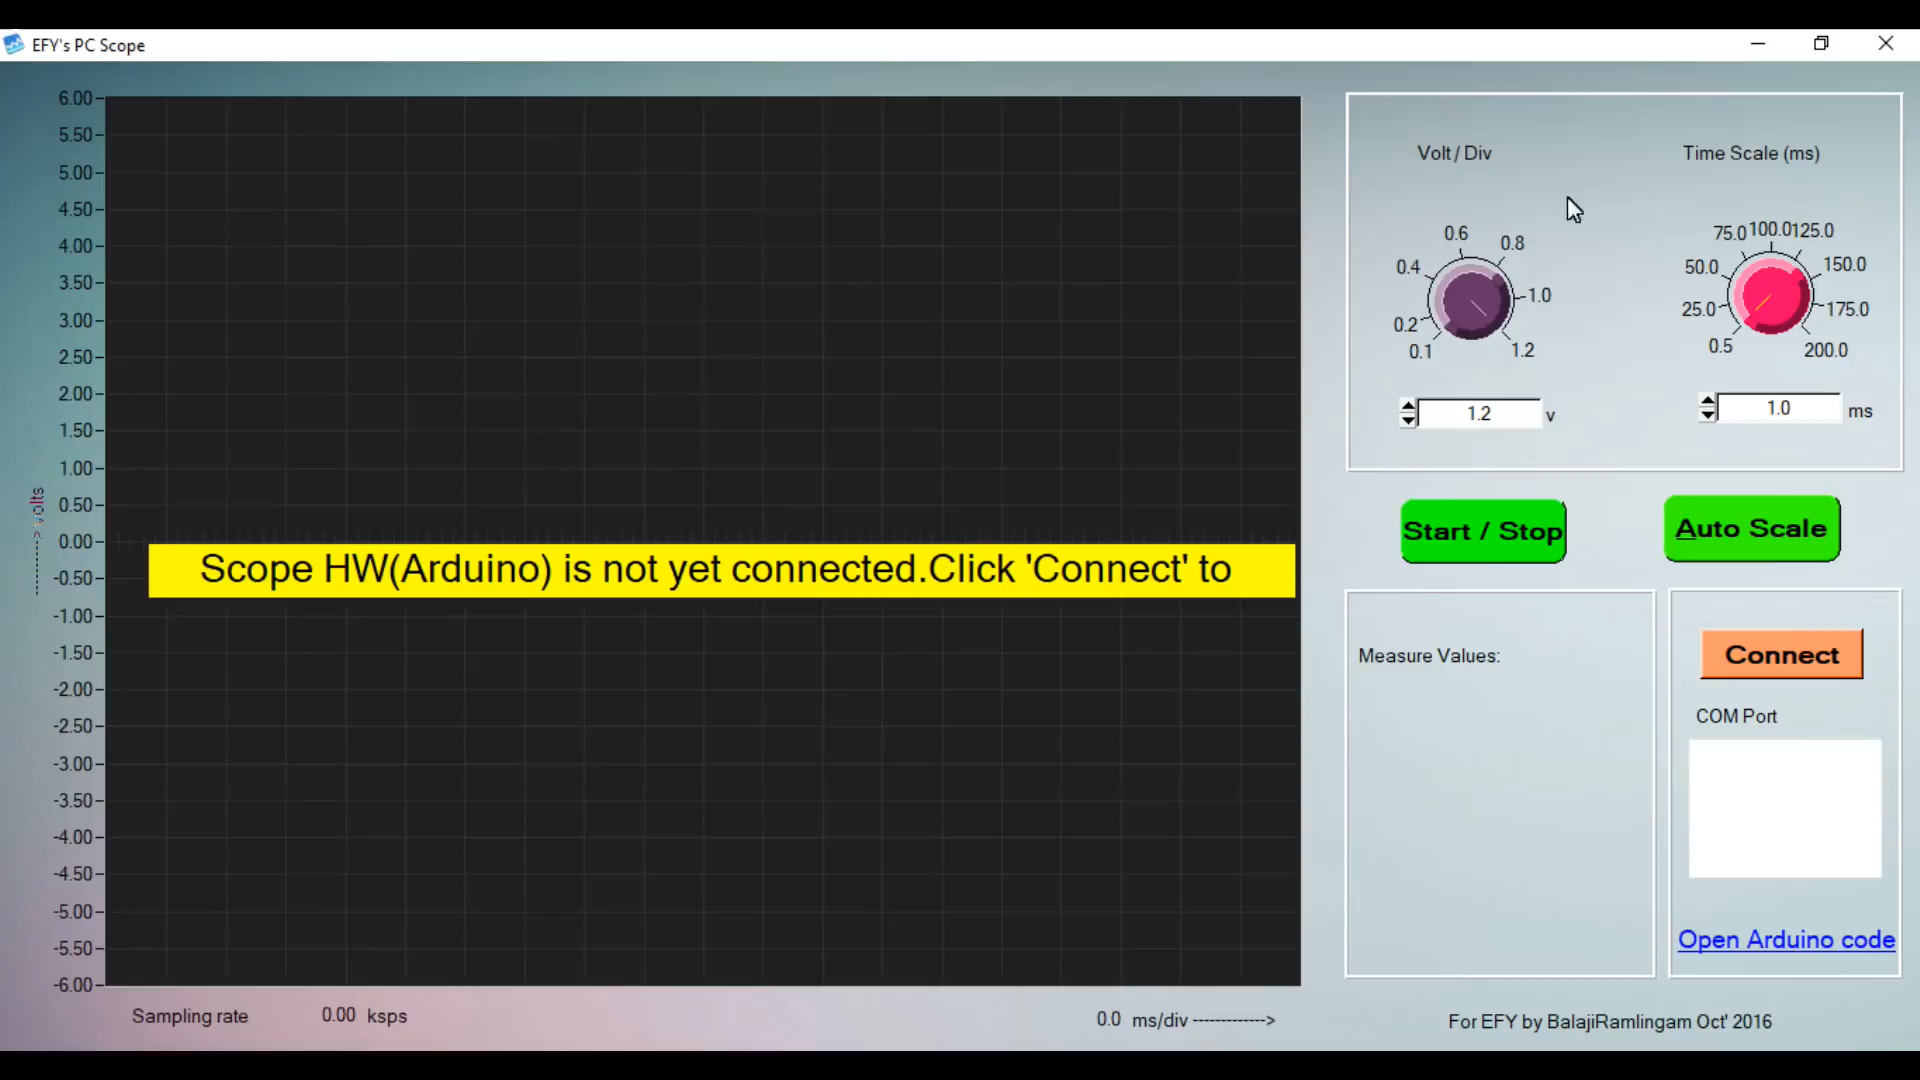 EFY's PC Scope
6.00
5.50
5.00
4.50
4.00
3.50
3.00
2.50
2.00
1.50
1.00
0.50
0.00
-0.50
-1.00
-1.50
-2.00
-2.50
-3.00
-3.50
-4.00
-4.50
-5.00
-5.50
-6.00
------> volts
Scope HW(Arduino) is not yet connected.Click 'Connect' to
Sampling rate 0.00 ksps
0.0 ms/div ------------->
Volt / Div
0.6
0.8
0.4
1.0
0.2
0.1
1.2
1.2 v
Time Scale (ms)
75.0 100.0 125.0
50.0
150.0
25.0
175.0
0.5
200.0
1.0 ms
Start / Stop
Auto Scale
Measure Values:
Connect
COM Port
Open Arduino code
For EFY by BalajiRamlingam Oct' 2016